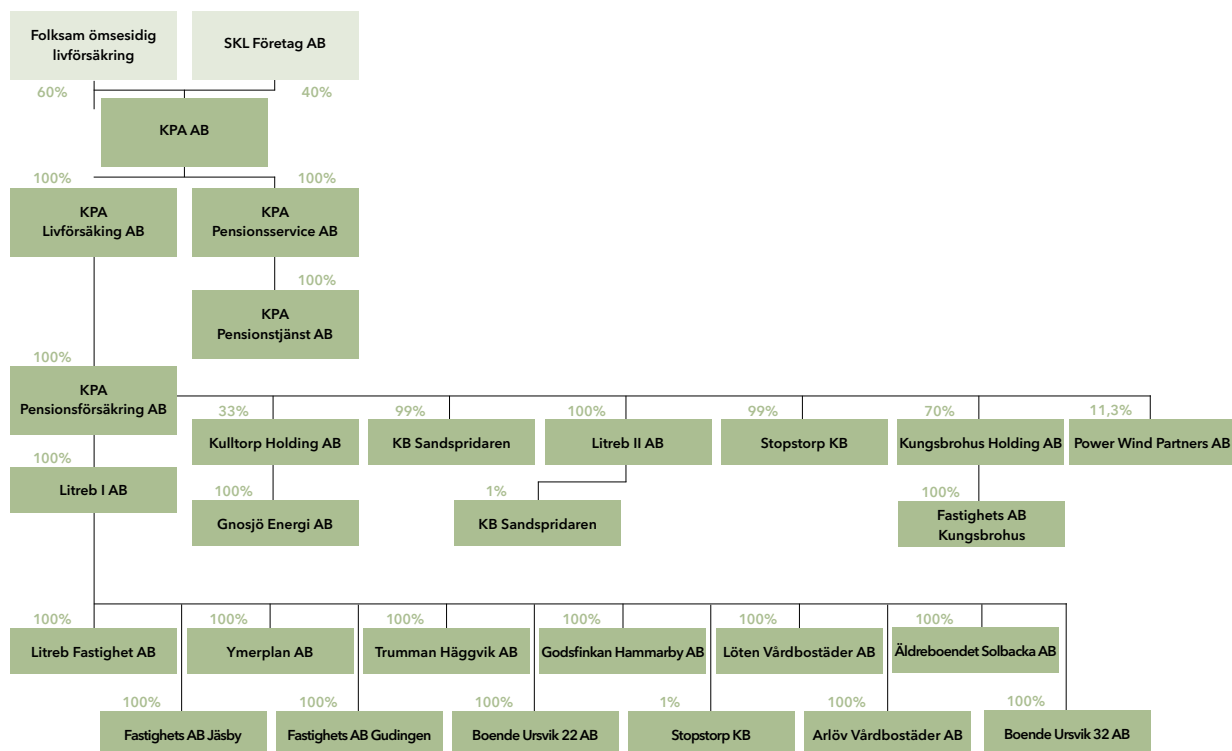 Folksam ömsesidig
livförsäkring
SKL Företag AB
60%
40%
KPA AB
100%
100%
KPA
Livförsäking AB
KPA
Pensionsservice AB
100%
KPA
Pensionstjänst AB
100%
KPA
Pensionsförsäkring AB
33%
99%
100%
99%
70%
11,3%
Kulltorp Holding AB
KB Sandspridaren
Litreb II AB
Stopstorp KB
Kungsbrohus Holding AB
Power Wind Partners AB
100%
Litreb I AB
100%
Gnosjö Energi AB
1%
KB Sandspridaren
100%
Fastighets AB
Kungsbrohus
100%
100%
100%
100%
100%
100%
Litreb Fastighet AB
Ymerplan AB
Trumman Häggvik AB
Godsfinkan Hammarby AB
Löten Vårdbostäder AB
Äldreboendet Solbacka AB
100%
100%
100%
1%
100%
100%
Fastighets AB Jäsby
Fastighets AB Gudingen
Boende Ursvik 22 AB
Stopstorp KB
Arlöv Vårdbostäder AB
Boende Ursvik 32 AB